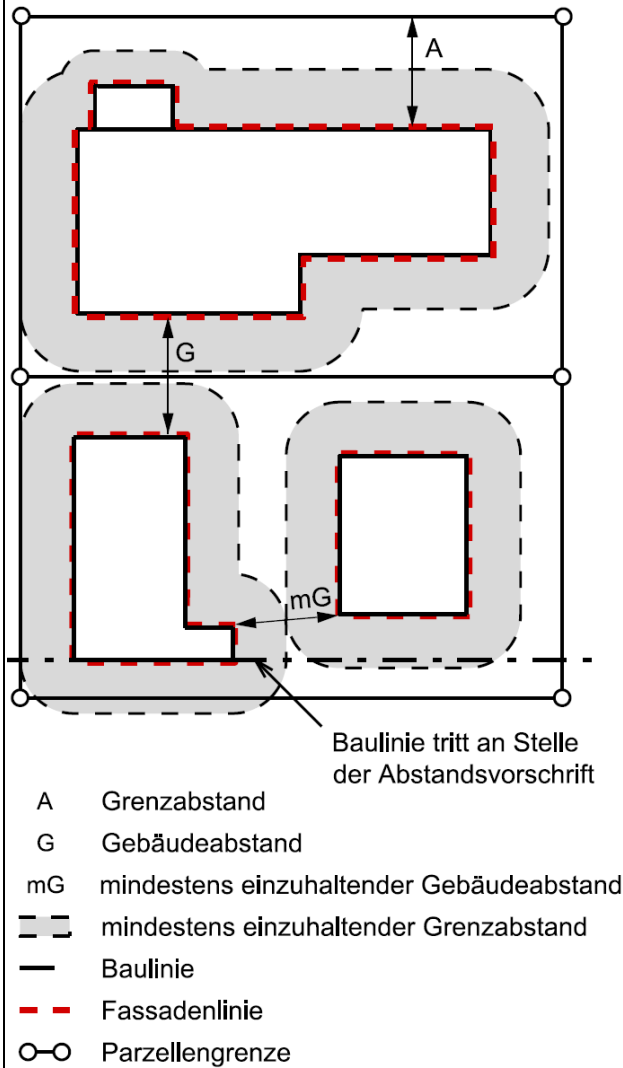 A
G
mG
Baulinie tritt an Stelle
der Abstandsvorschrift
A Grenzabstand
G Gebäudeabstand
mG mindestens einzuhaltender Gebäudeabstand
mindestens einzuhaltender Grenzabstand
Baulinie
Fassadenlinie
Parzellengrenze